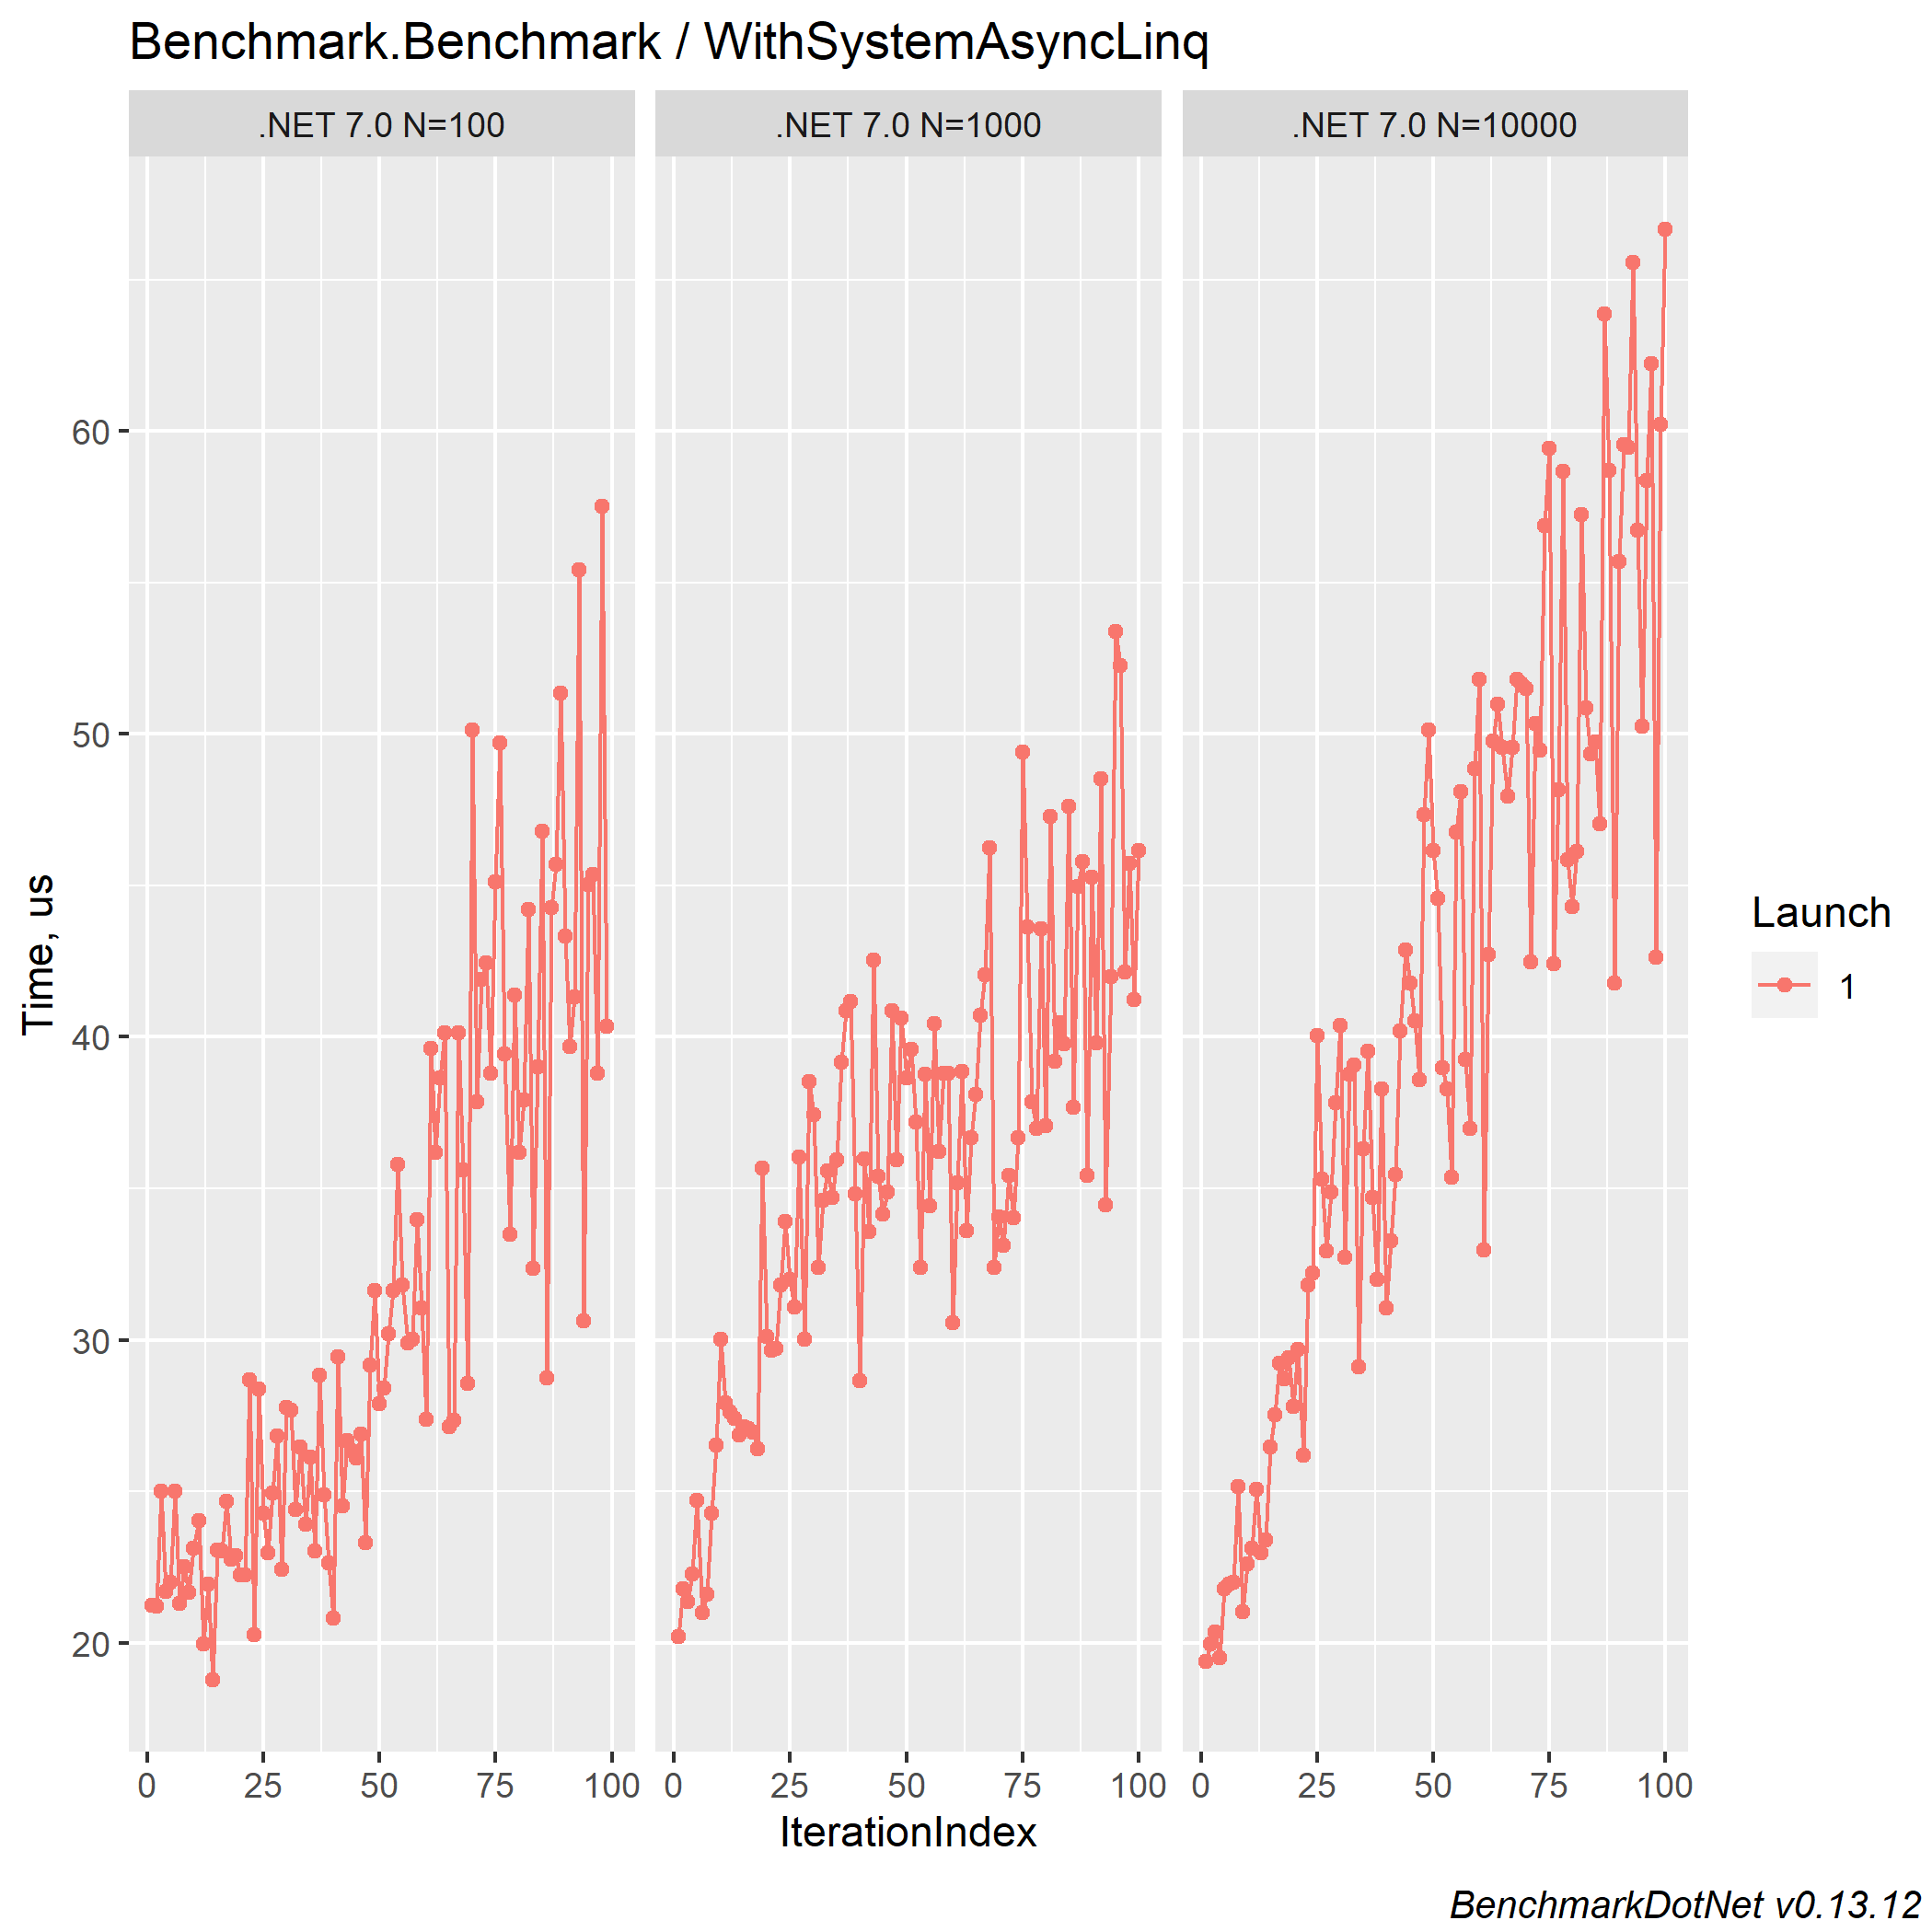 Benchmark.Benchmark / WithSystemAsyncLinq
.NET 7.0 N=100
.NET 7.0 N=1000
.NET 7.0 N=10000
60
50
40
30
20
Time, us
0 25 50 75 100
0 25 50 75 100
0 25 50 75 100
IterationIndex
Launch
1
BenchmarkDotNet v0.13.12